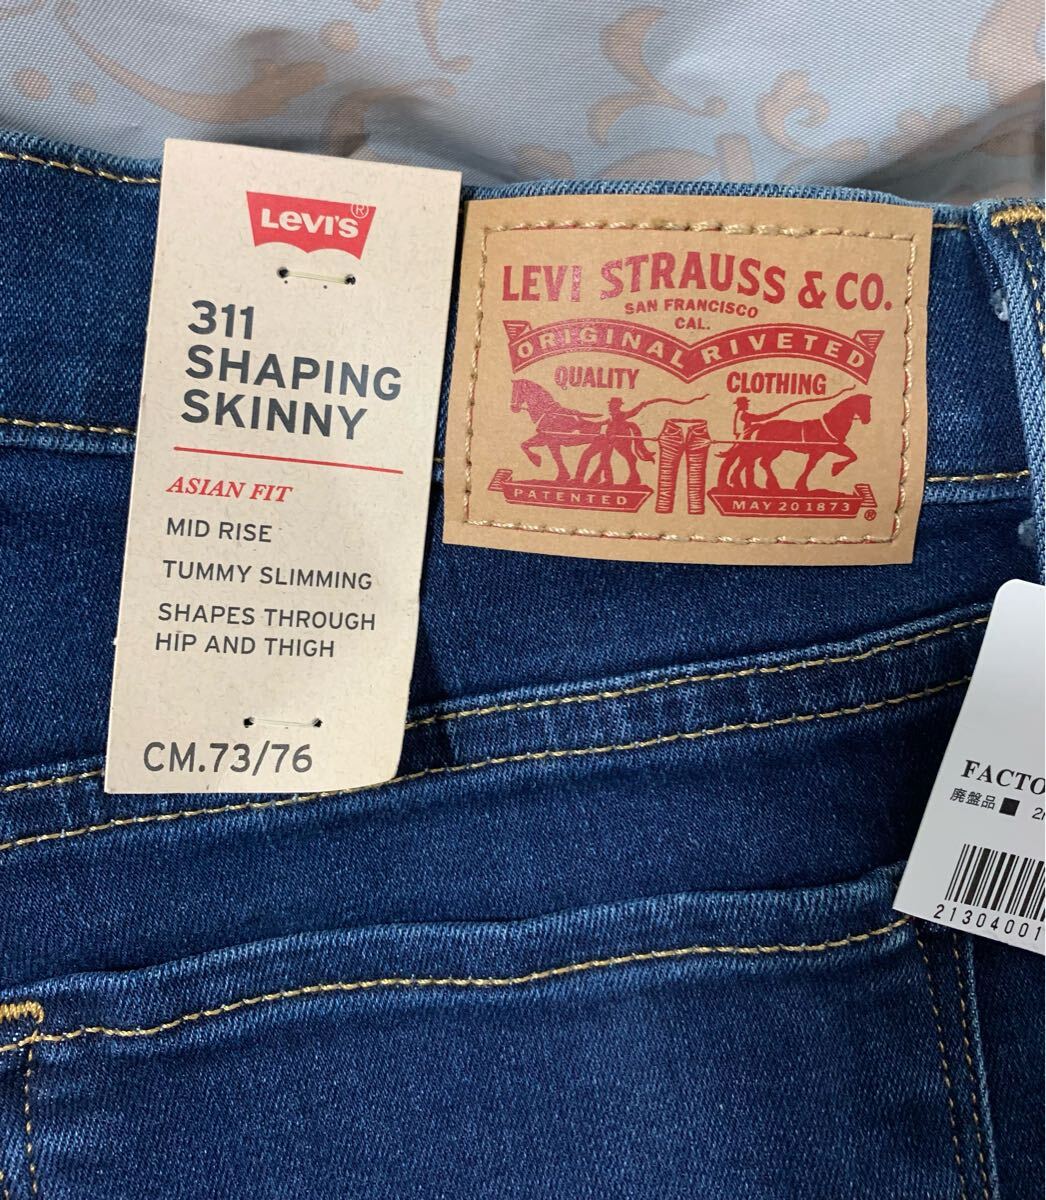 LEVI'S®
311
SHAPING
SKINNY
ASIAN FIT
MID RISE
TUMMY SLIMMING
SHAPES THROUGH
HIP AND THIGH
CM.73/76
LEVI STRAUSS & CO.
SAN FRANCISCO
CAL.
ORIGINAL RIVETED
QUALITY CLOTHING
PATENTED MAY 20 1873 ®
FACTO
廃盤品■
21304001